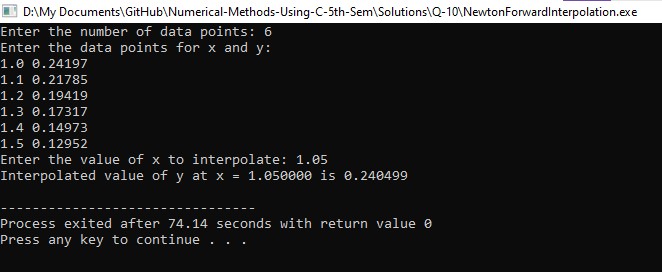 D:\My Documents\GitHub\Numerical-Methods-Using-C-5th-Sem\Solutions\Q-10\NewtonForwardInterpolation.exe
Enter the number of data points: 6
Enter the data points for x and y:
1.0 0.24197
1.1 0.21785
1.2 0.19419
1.3 0.17317
1.4 0.14973
1.5 0.12952
Enter the value of x to interpolate: 1.05
Interpolated value of y at x = 1.050000 is 0.240499
--------------------------------
Process exited after 74.14 seconds with return value 0
Press any key to continue . . .